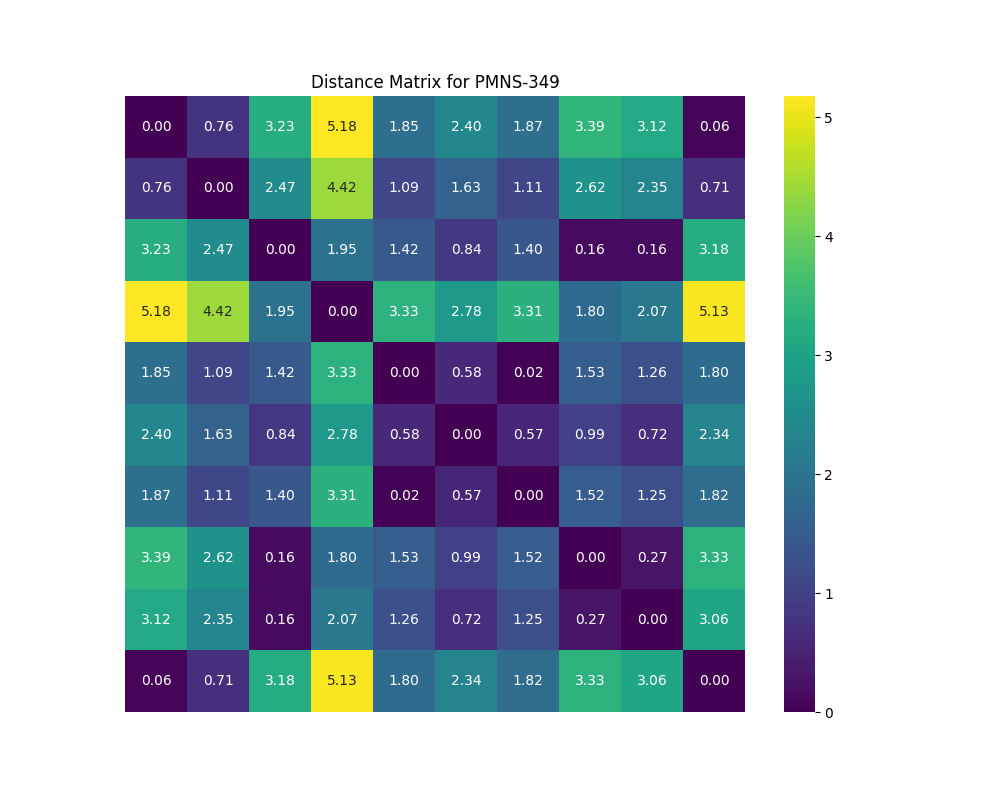 Distance Matrix for PMNS-349
0.00 0.76 3.23 5.18 1.85 2.40 1.87 3.39 3.12 0.06
0.76 0.00 2.47 4.42 1.09 1.63 1.11 2.62 2.35 0.71
3.23 2.47 0.00 1.95 1.42 0.84 1.40 0.16 0.16 3.18
5.18 4.42 1.95 0.00 3.33 2.78 3.31 1.80 2.07 5.13
1.85 1.09 1.42 3.33 0.00 0.58 0.02 1.53 1.26 1.80
2.40 1.63 0.84 2.78 0.58 0.00 0.57 0.99 0.72 2.34
1.87 1.11 1.40 3.31 0.02 0.57 0.00 1.52 1.25 1.82
3.39 2.62 0.16 1.80 1.53 0.99 1.52 0.00 0.27 3.33
3.12 2.35 0.16 2.07 1.26 0.72 1.25 0.27 0.00 3.06
0.06 0.71 3.18 5.13 1.80 2.34 1.82 3.33 3.06 0.00
5
4
3
2
1
0